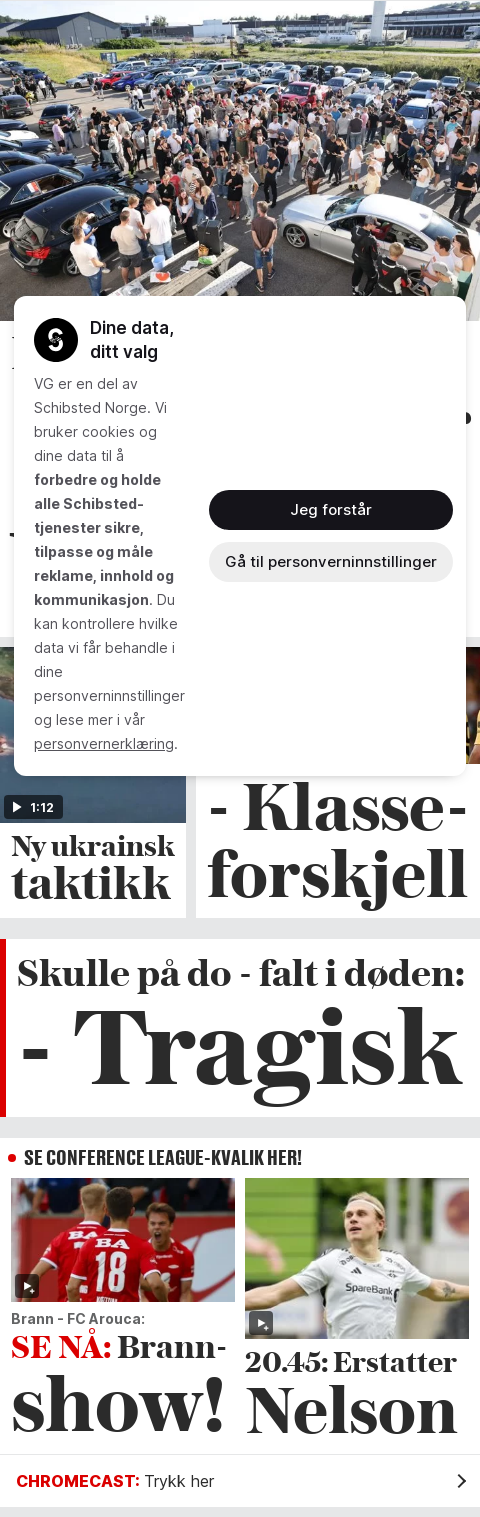 Dine data,
ditt valg
VG er en del av
Schibsted Norge. Vi
bruker cookies og
dine data til å
forbedre og holde
alle Schibsted-
tjenester sikre,
tilpasse og måle
reklame, innhold og
kommunikasjon. Du
kan kontrollere hvilke
data vi får behandle i
dine
personverninnstillinger
og lese mer i vår
personvernerklæring.
Jeg forstår
Gå til personverninnstillinger
1:12
Ny ukrainsk
taktikk
- Klasse-
forskjell
Skulle på do - falt i døden:
- Tragisk
SE CONFERENCE LEAGUE-KVALIK HER!
BA
BA
18
SpareBank
Brann - FC Arouca:
SE NÅ: Brann-
show!
20.45: Erstatter
Nelson
CHROMECAST: Trykk her